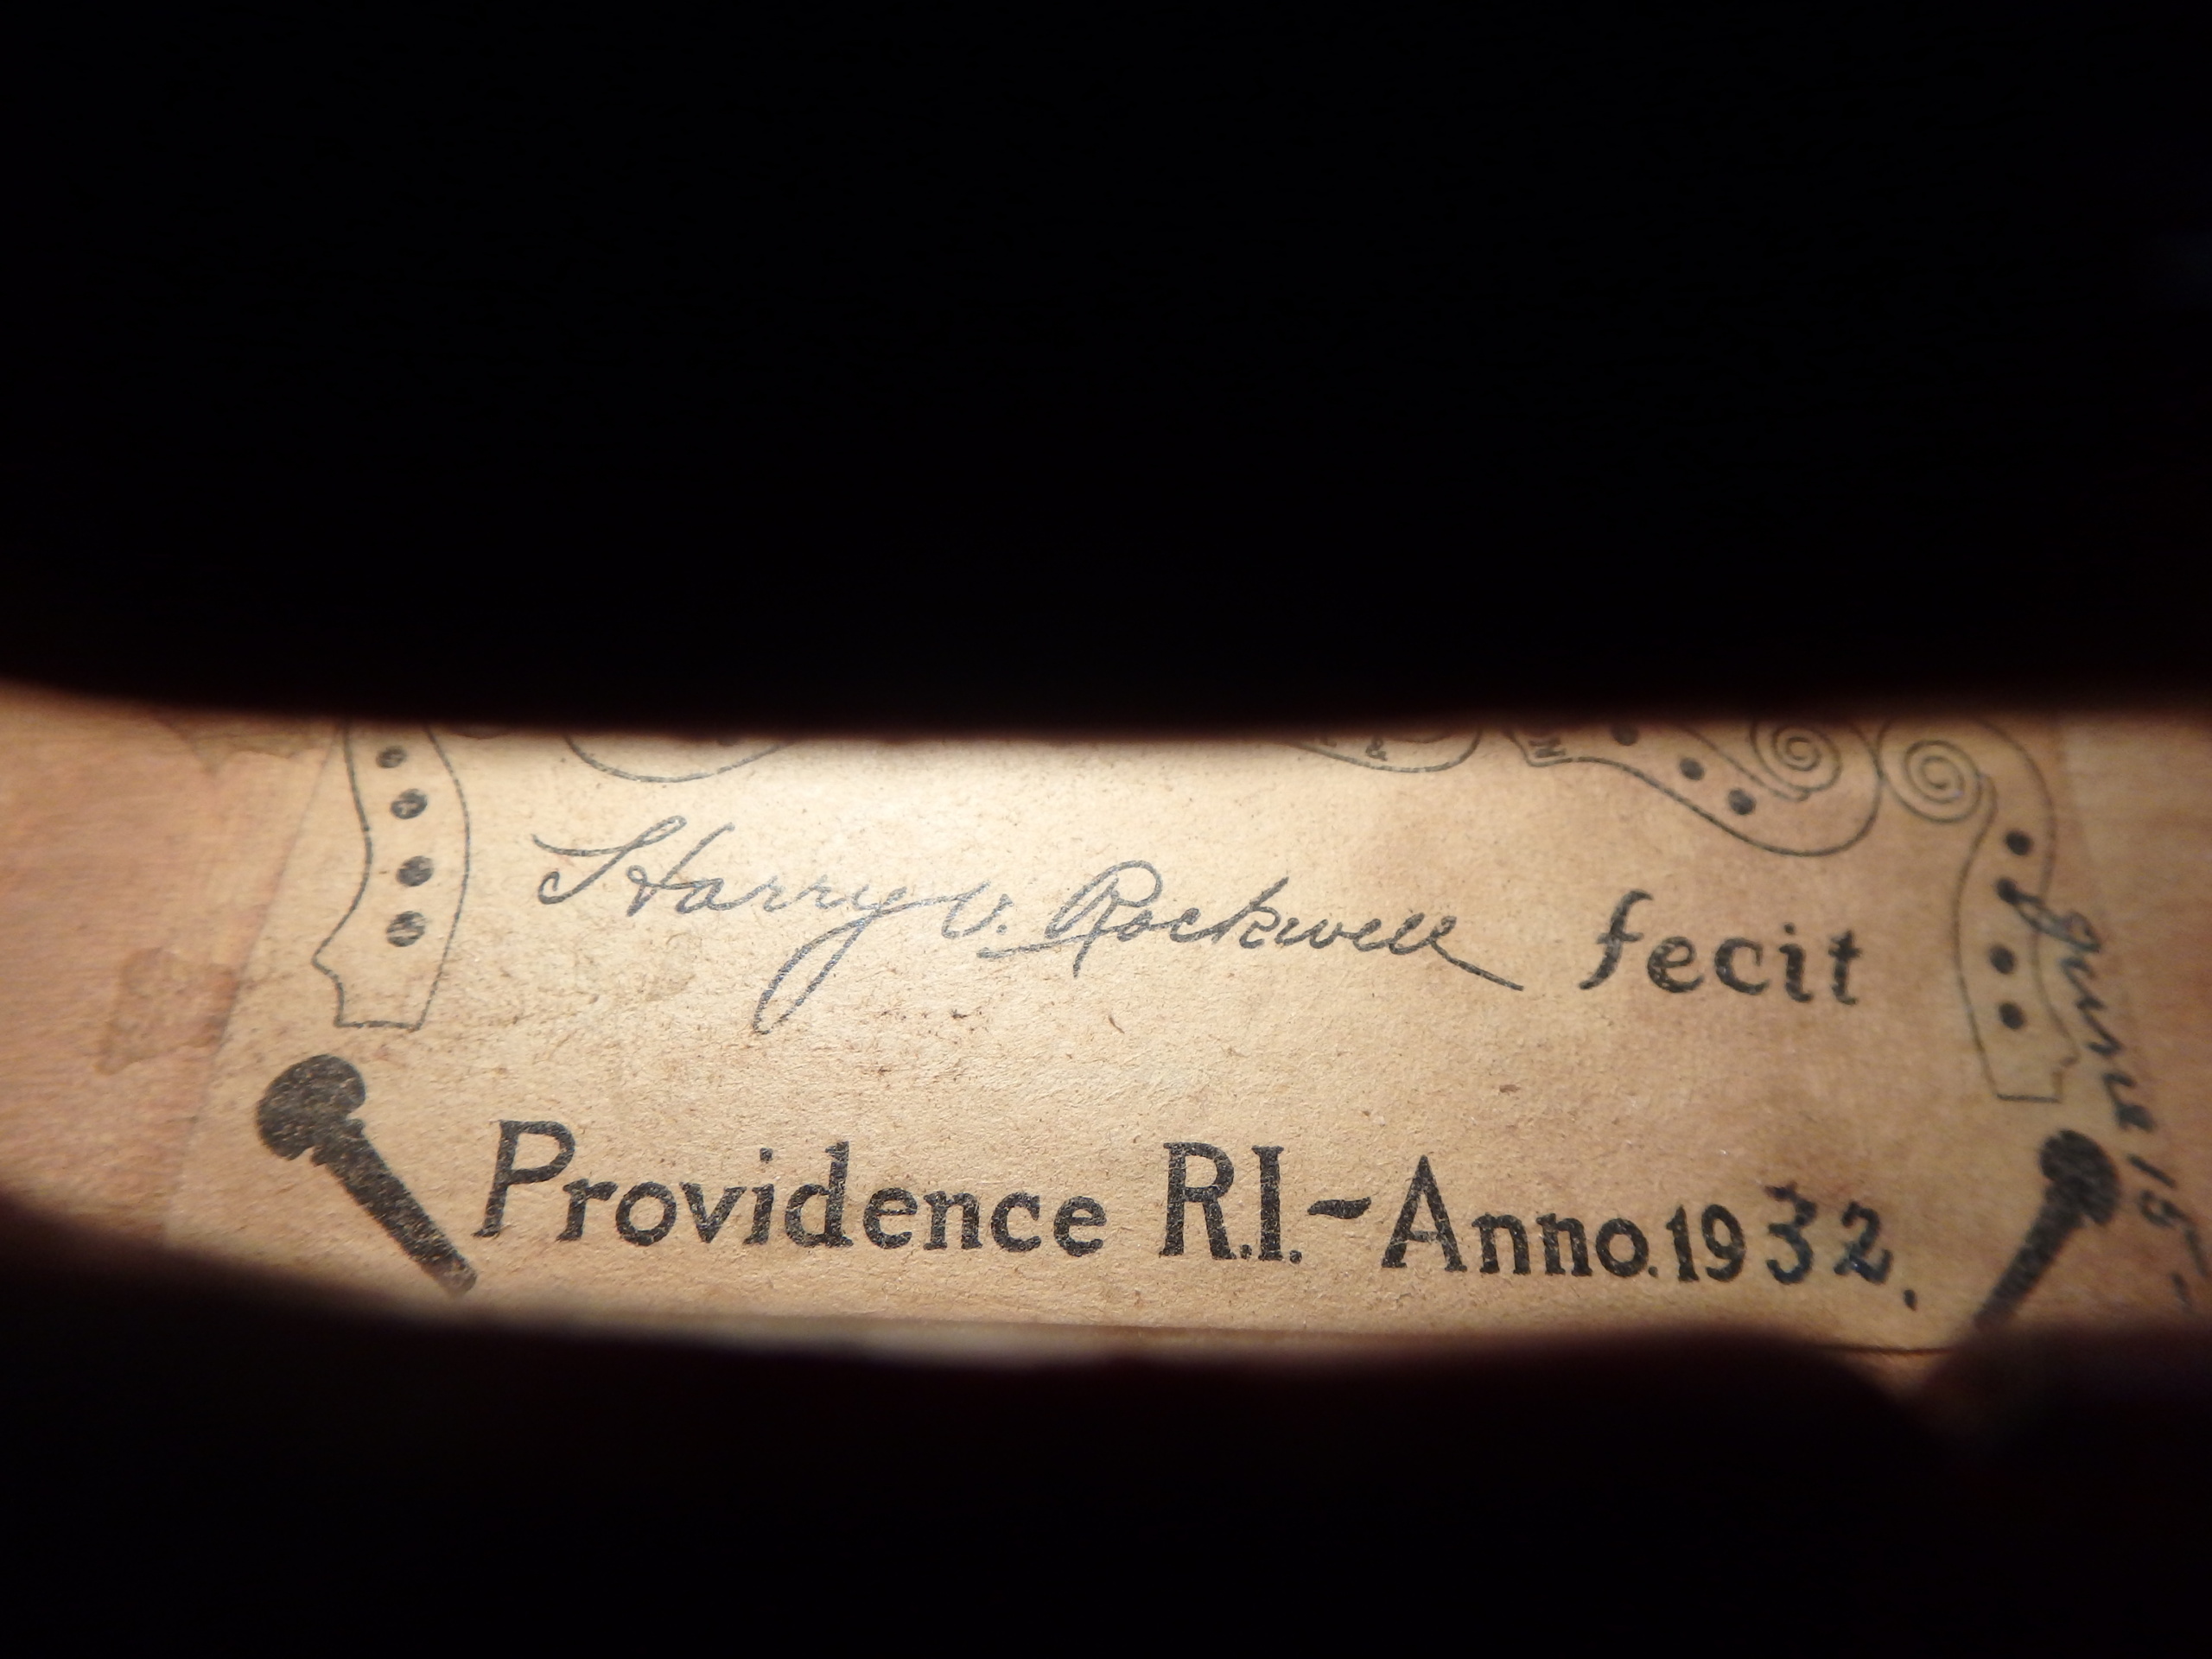 Harry V. Rockwell fecit
Providence R.I.~Anno.1932.
June 15